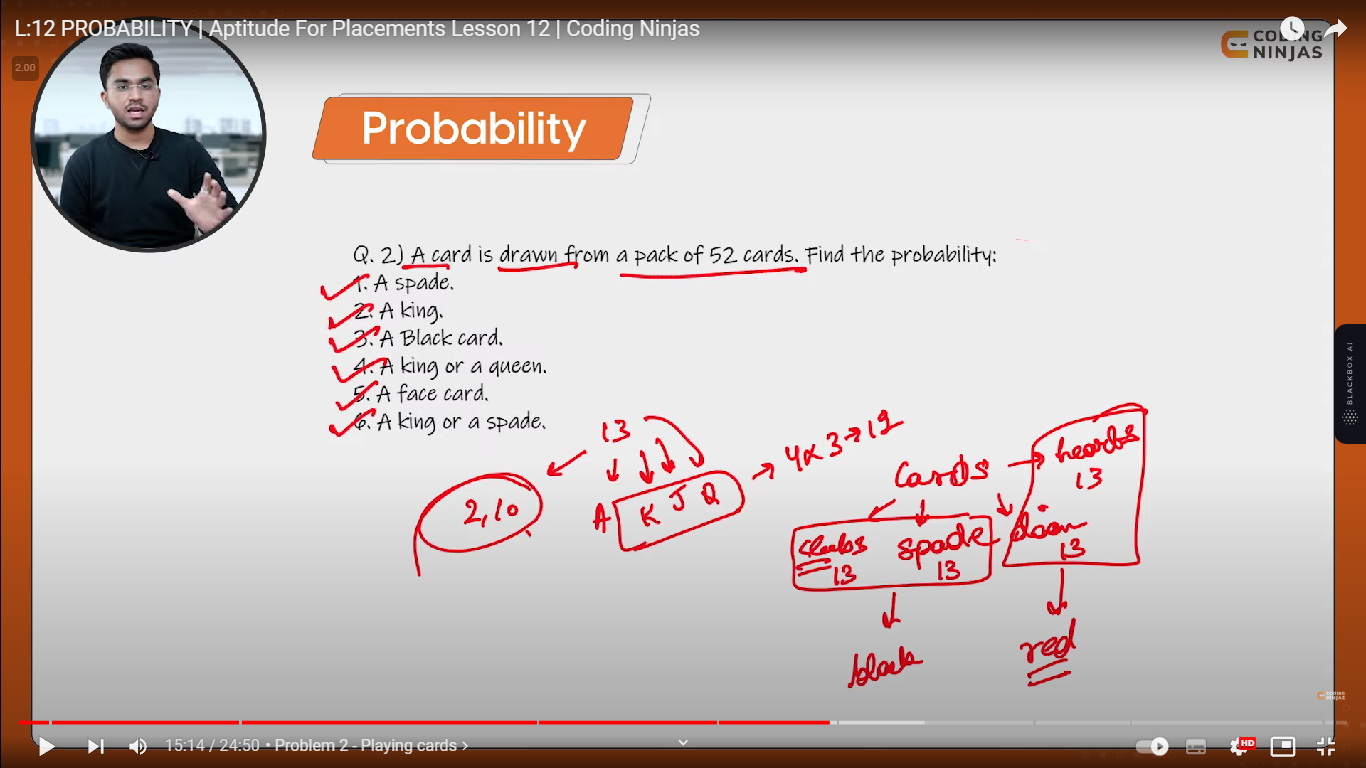 L:12 PROBABILITY | Aptitude For Placements Lesson 12 | Coding Ninjas
CODING
NINJAS
2.00
Probability
Q. 2) A card is drawn from a pack of 52 cards. Find the probability:
1. A spade.
2. A king.
3. A Black card.
4. A king or a queen.
5. A face card.
6. A king or a spade.
13
4x3→12
2,10
A K J Q
Cards → hearts
13
clubs spade diam
13 13 13
black
red
BLACKBOX AI
CODING
NINJAS
15:14 / 24:50 • Problem 2 - Playing cards >
HD